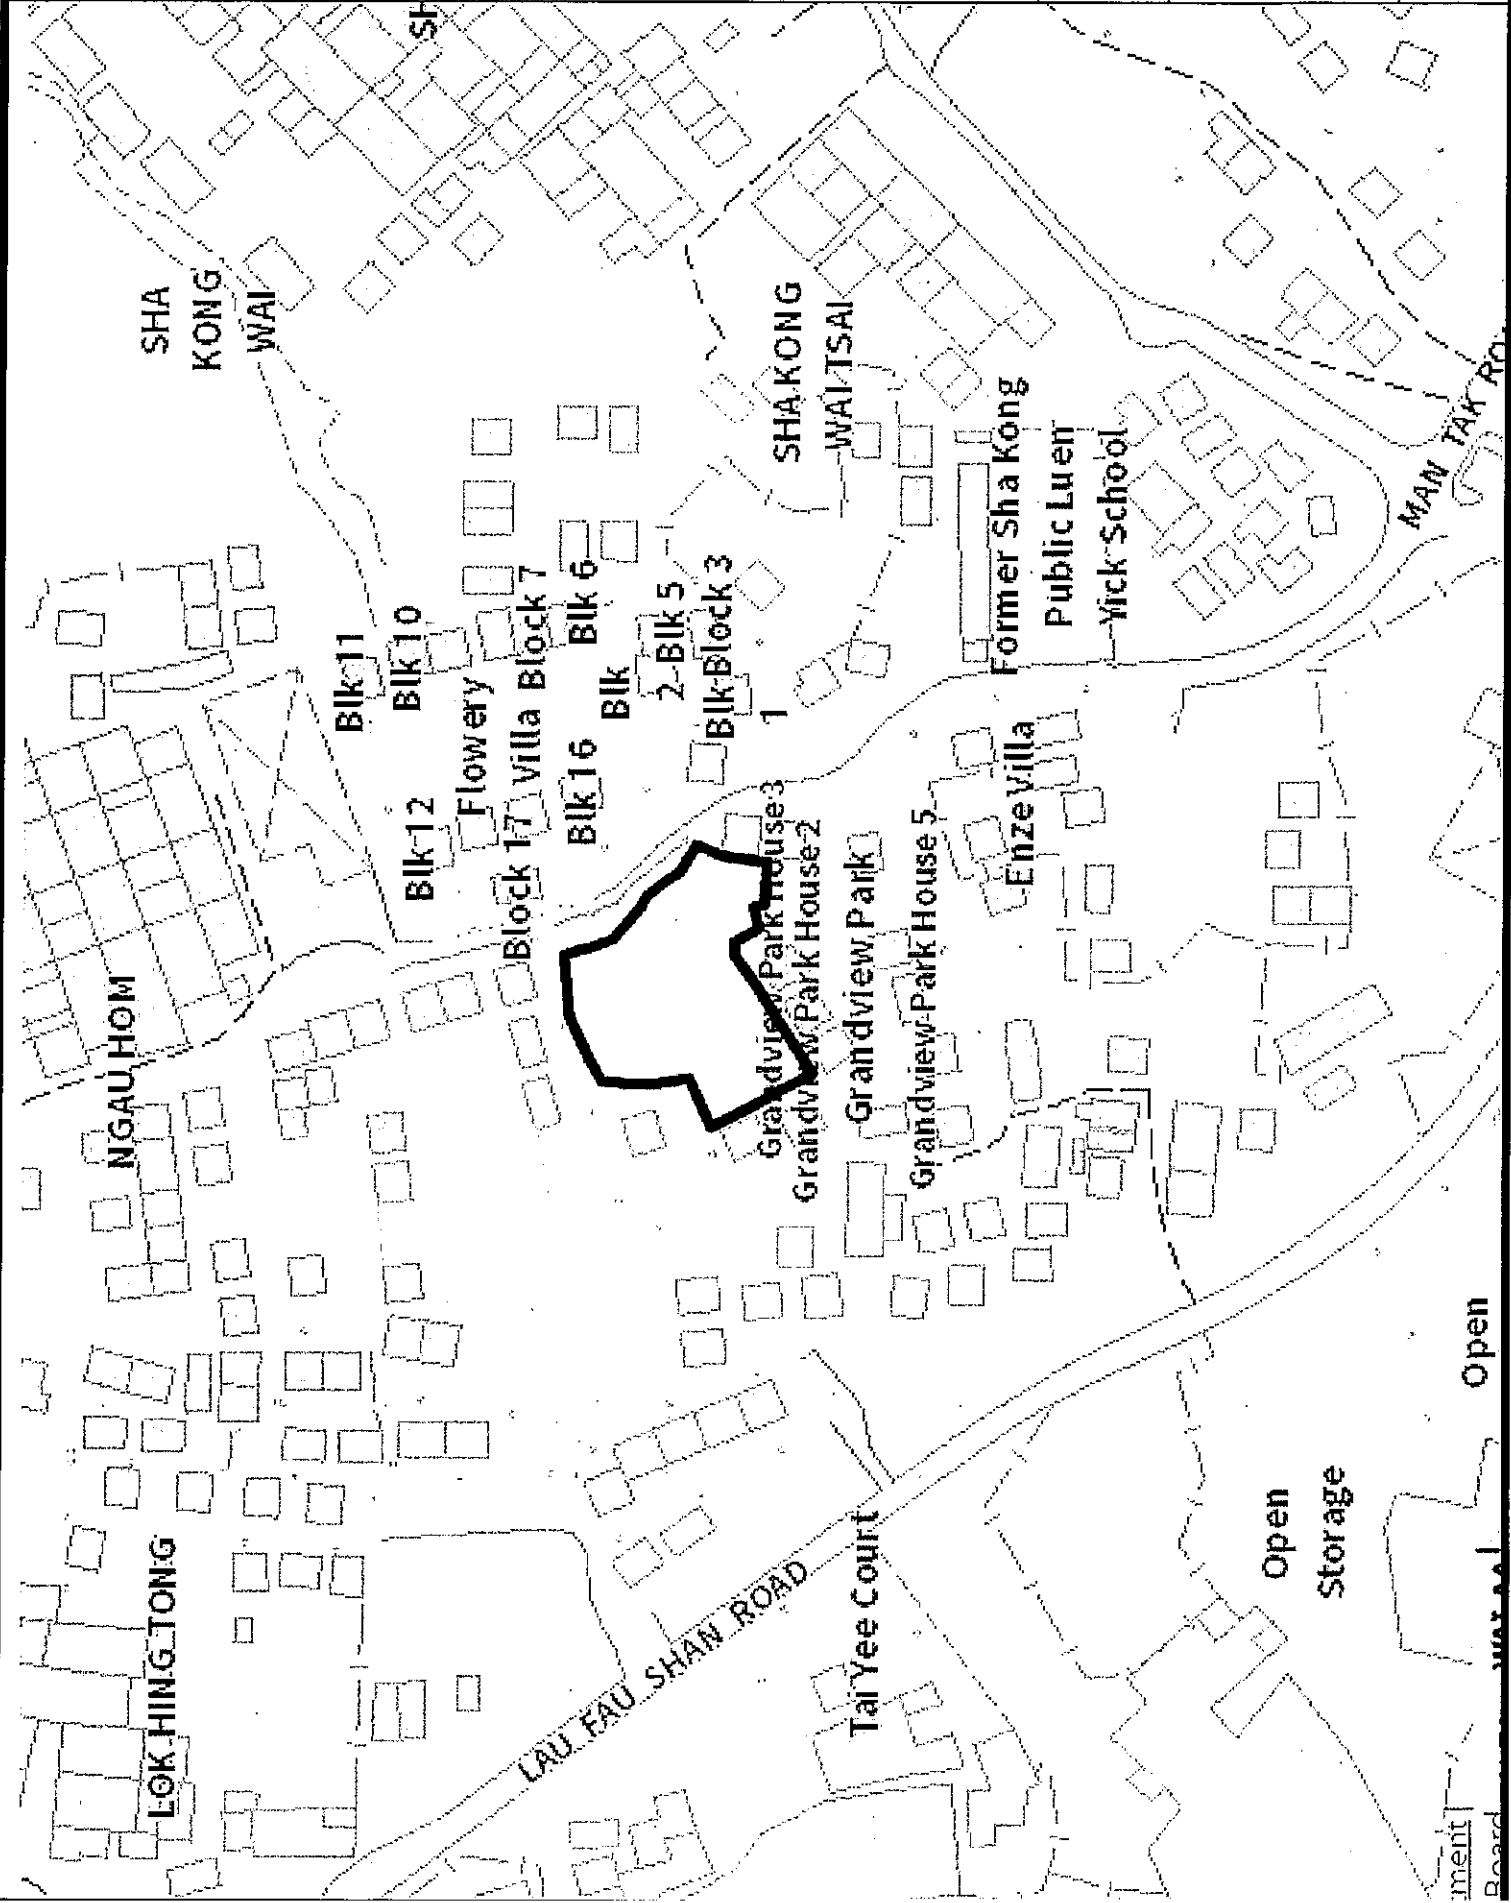 SHA
KONG
WAI
SHA KONG
WAI TSAI
Former Sha Kong
Public Luen
Yick School
MAN TAK RO
Blk 11
Blk 10
Flowery
Villa
Block 7
Blk 6
Blk
2-Blk 5
Blk Block 3
1
Blk 12
Block 17
Blk 16
NGAU HOM
Grandview Park House 3
Grandview Park House 2
Grandview Park
Grandview Park House 5
Enze Villa
LOK HING TONG
LAU FAU SHAN ROAD
Tai Yee Court
Open
Storage
Open
ment
Board